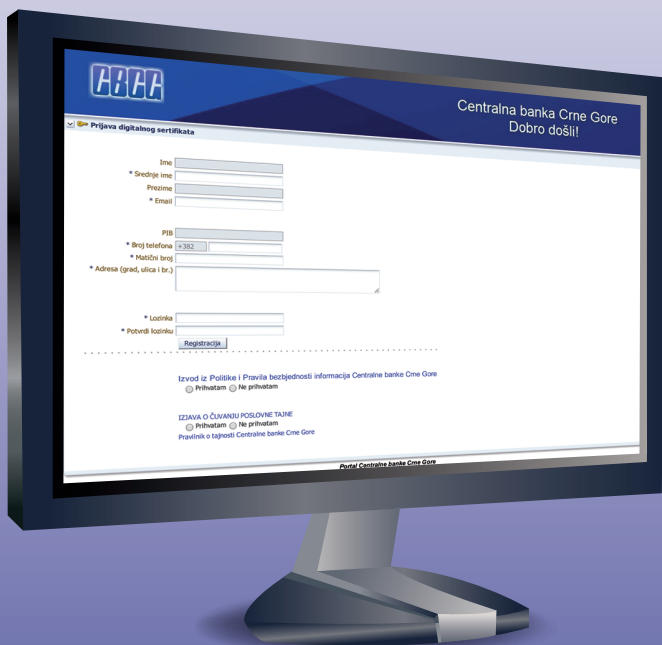 CBCG
Centralna banka Crne Gore
Dobro došli!
Prijava digitalnog sertifikata
Ime
* Srednje ime
Prezime
* Email
PIB
* Broj telefona +382
* Matični broj
* Adresa (grad, ulica i br.)
* Lozinka
* Potvrdi lozinku
Registracija
Izvod iz Politike i Pravila bezbjednosti informacija Centralne banke Crne Gore
Prihvatam Ne prihvatam
IZJAVA O ČUVANJU POSLOVNE TAJNE
Prihvatam Ne prihvatam
Pravilnik o tajnosti Centralne banke Crne Gore
Portal Centralne banke Crne Gore